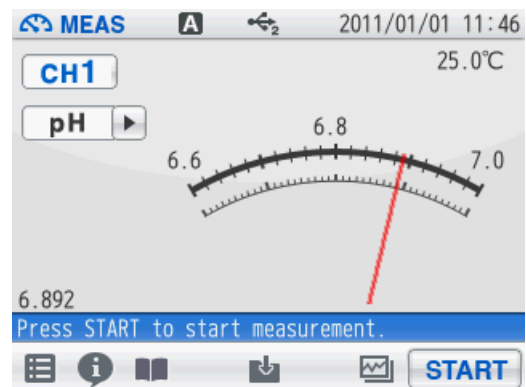 MEAS A 2 2011/01/01 11:46
CH1 25.0℃
pH
6.8
6.6 7.0
6.892
Press START to start measurement.
START